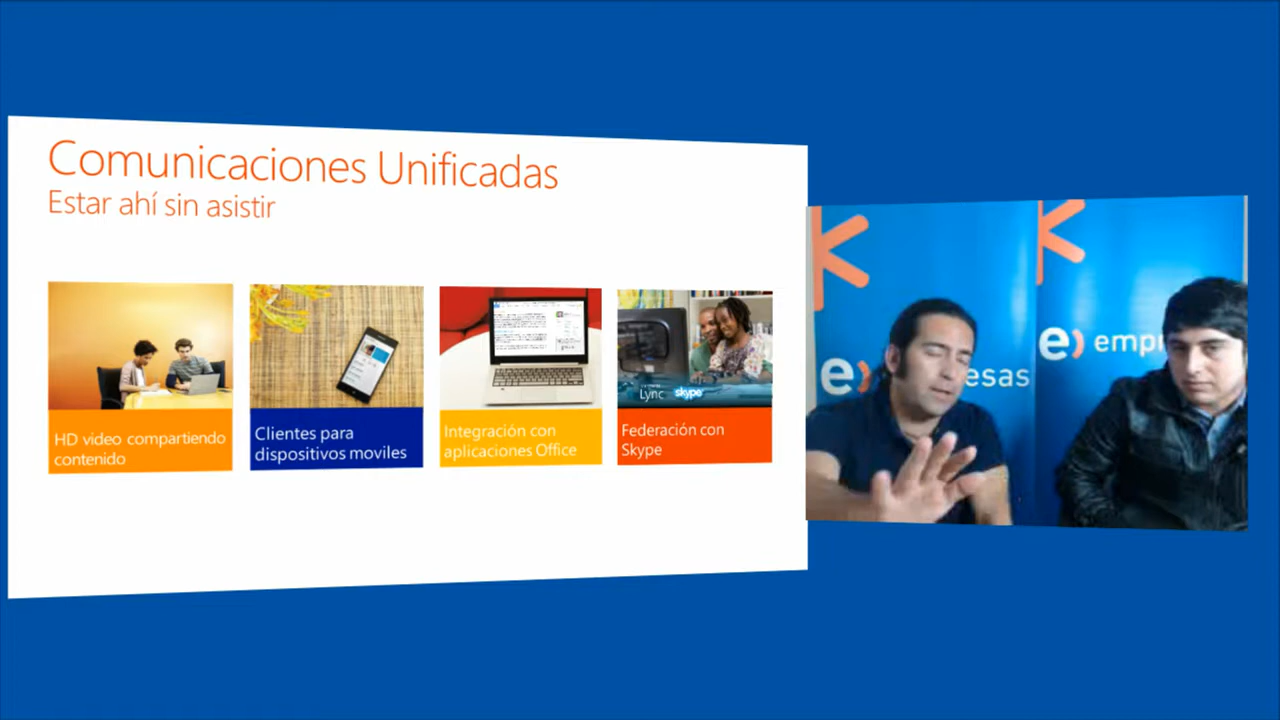 Comunicaciones Unificadas
Estar ahí sin asistir
HD video compartiendo
contenido
Clientes para
dispositivos moviles
Integración con
aplicaciones Office
Lync
skype
Federación con
Skype
e) esas
e) empr